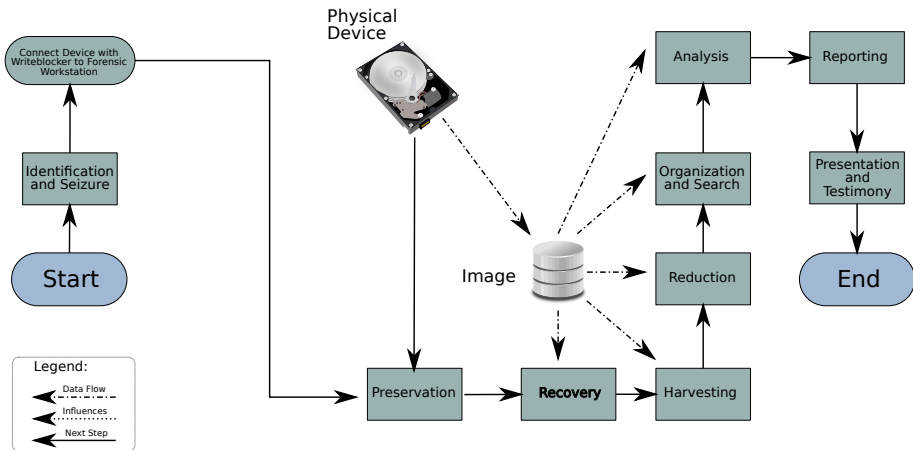 Physical
Device
Connect Device with
Writeblocker to Forensic
Workstation
Analysis
Reporting
Identification
and Seizure
Organization
and Search
Presentation
and
Testimony
Start
Image
Reduction
End
Legend:
Data Flow
Influences
Next Step
Preservation
Recovery
Harvesting